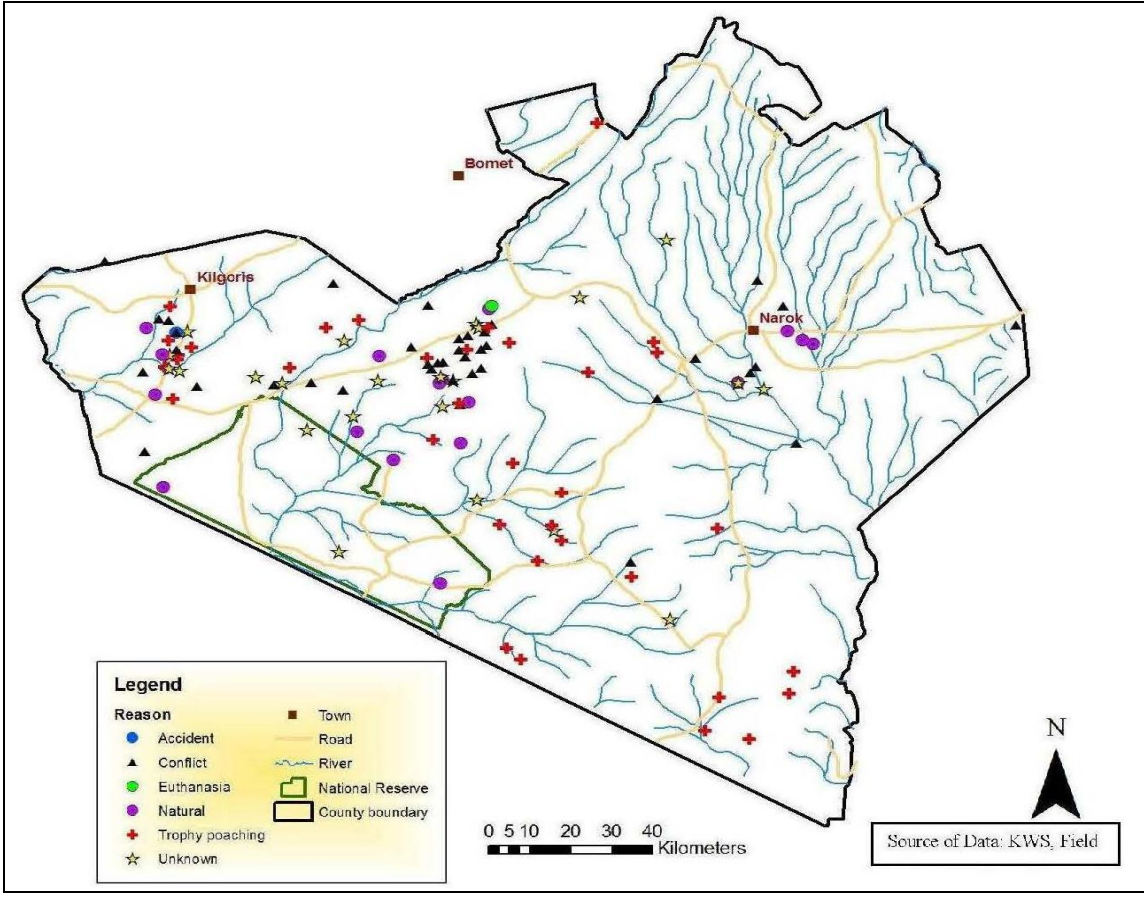 Bomet
Kilgoris
Narok
Legend
Reason
Accident
Conflict
Euthanasia
Natural
Trophy poaching
Unknown
Town
Road
River
National Reserve
County boundary
0 5 10 20 30 40
Kilometers
N
Source of Data: KWS, Field